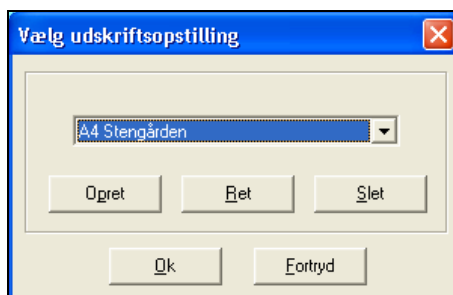 Vælg udskriftsopstilling
A4 Stengården
Opret Ret Slet
Ok Fortryd